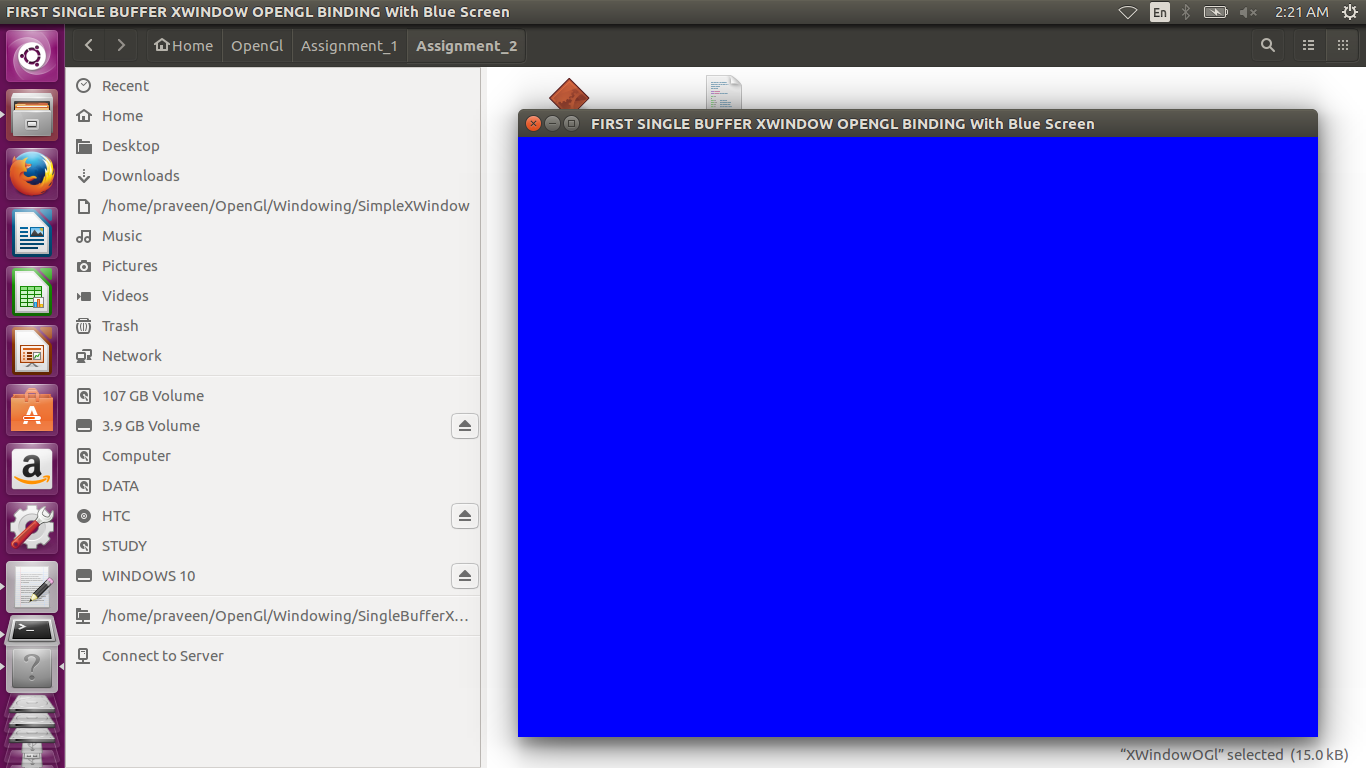 FIRST SINGLE BUFFER XWINDOW OPENGL BINDING With Blue Screen
En
2:21 AM
Home
OpenGl
Assignment_1
Assignment_2
Recent
Home
Desktop
Downloads
/home/praveen/OpenGl/Windowing/SimpleXWindow
Music
Pictures
Videos
Trash
Network
107 GB Volume
3.9 GB Volume
Computer
DATA
HTC
STUDY
WINDOWS 10
/home/praveen/OpenGl/Windowing/SingleBufferX...
Connect to Server
FIRST SINGLE BUFFER XWINDOW OPENGL BINDING With Blue Screen
“XWindowOGl” selected (15.0 kB)